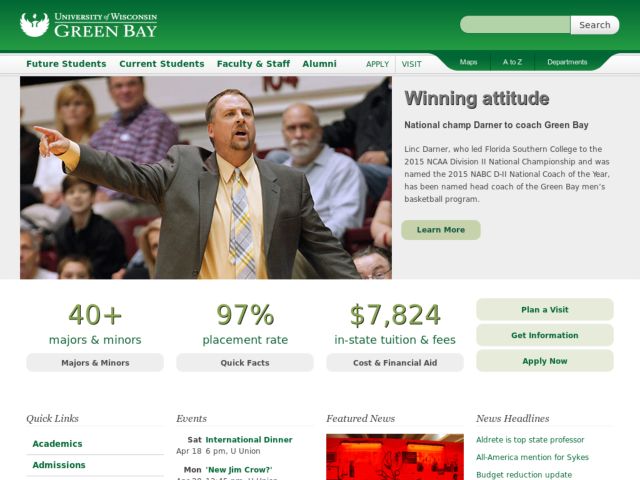 UNIVERSITY of WISCONSIN
GREEN BAY
Search
Future Students Current Students Faculty & Staff Alumni APPLY VISIT Maps A to Z Departments
Winning attitude
National champ Darner to coach Green Bay
Linc Darner, who led Florida Southern College to the
2015 NCAA Division II National Championship and was
named the 2015 NABC D-II National Coach of the Year,
has been named head coach of the Green Bay men's
basketball program.
Learn More
40+
majors & minors
Majors & Minors
97%
placement rate
Quick Facts
$7,824
in-state tuition & fees
Cost & Financial Aid
Plan a Visit
Get Information
Apply Now
Quick Links
Academics
Admissions
Events
Sat International Dinner
Apr 18 6 pm, U Union
Mon 'New Jim Crow?'
Featured News
News Headlines
Aldrete is top state professor
All-America mention for Sykes
Budget reduction update